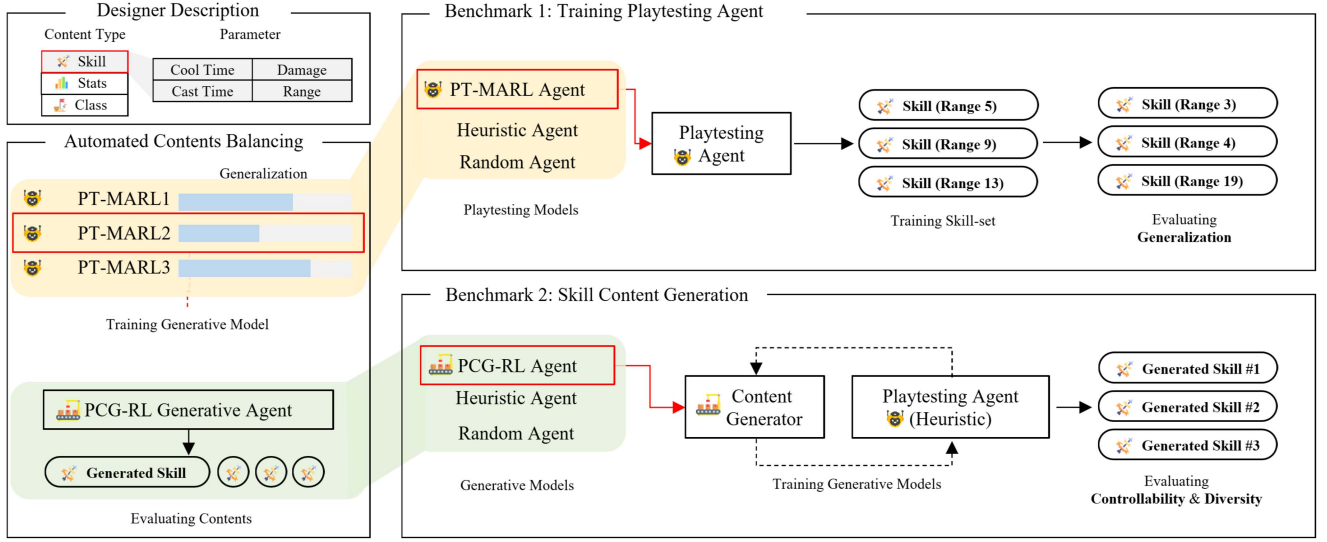 Designer Description
Content Type
Parameter
Skill
Stats
Class
Cool Time
Damage
Cast Time
Range
Automated Contents Balancing
Generalization
PT-MARL1
PT-MARL2
PT-MARL3
Training Generative Model
PCG-RL Generative Agent
Generated Skill
Evaluating Contents
Benchmark 1: Training Playtesting Agent
PT-MARL Agent
Heuristic Agent
Random Agent
Playtesting Models
Playtesting
Agent
Skill (Range 5)
Skill (Range 9)
Skill (Range 13)
Training Skill-set
Skill (Range 3)
Skill (Range 4)
Skill (Range 19)
Evaluating
Generalization
Benchmark 2: Skill Content Generation
PCG-RL Agent
Heuristic Agent
Random Agent
Generative Models
Content
Generator
Playtesting Agent
(Heuristic)
Training Generative Models
Generated Skill #1
Generated Skill #2
Generated Skill #3
Evaluating
Controllability & Diversity